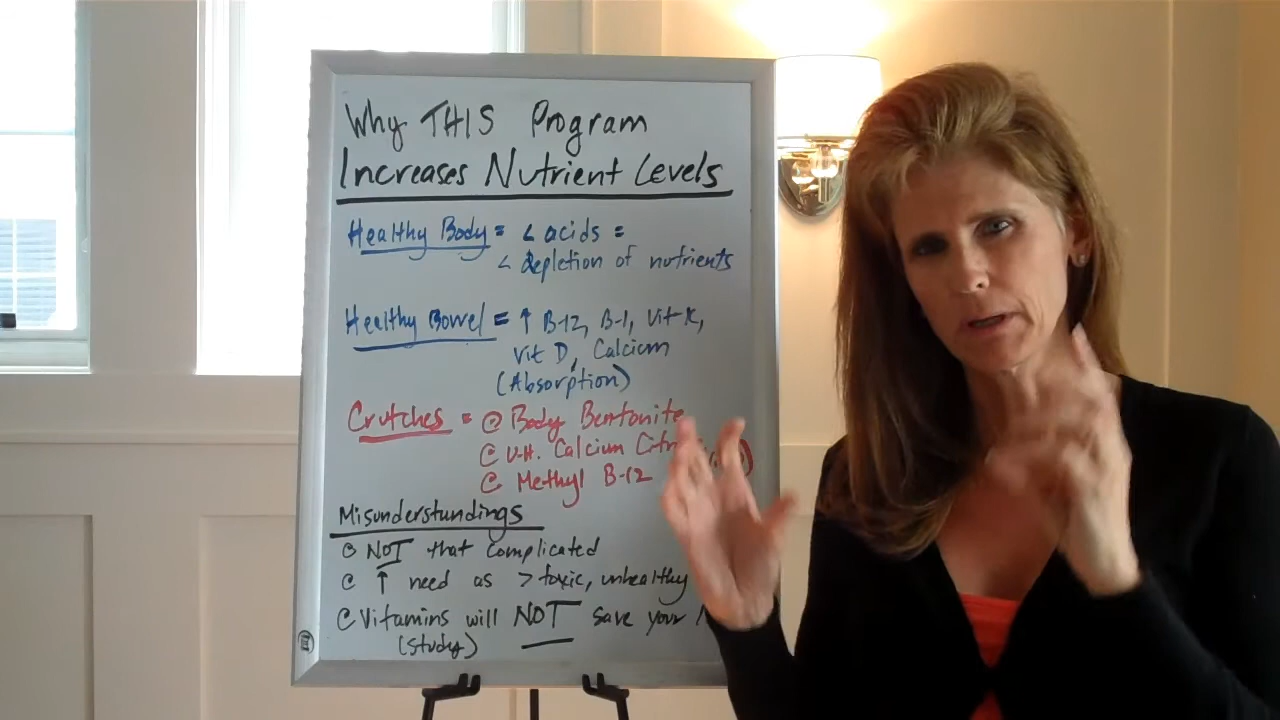 Why THIS Program
Increases Nutrient Levels
Healthy Body = < acids =
< depletion of nutrients
Healthy Bowel = ↑ B-12, B-1, Vit K,
Vit D, Calcium
(Absorption)
Crutches = Body Bentonite
V.H. Calcium
Methyl B-12
Misunderstundings
NOT that complicated
↑ need as > toxic, unhealthy
Vitamins will NOT save your
(study)